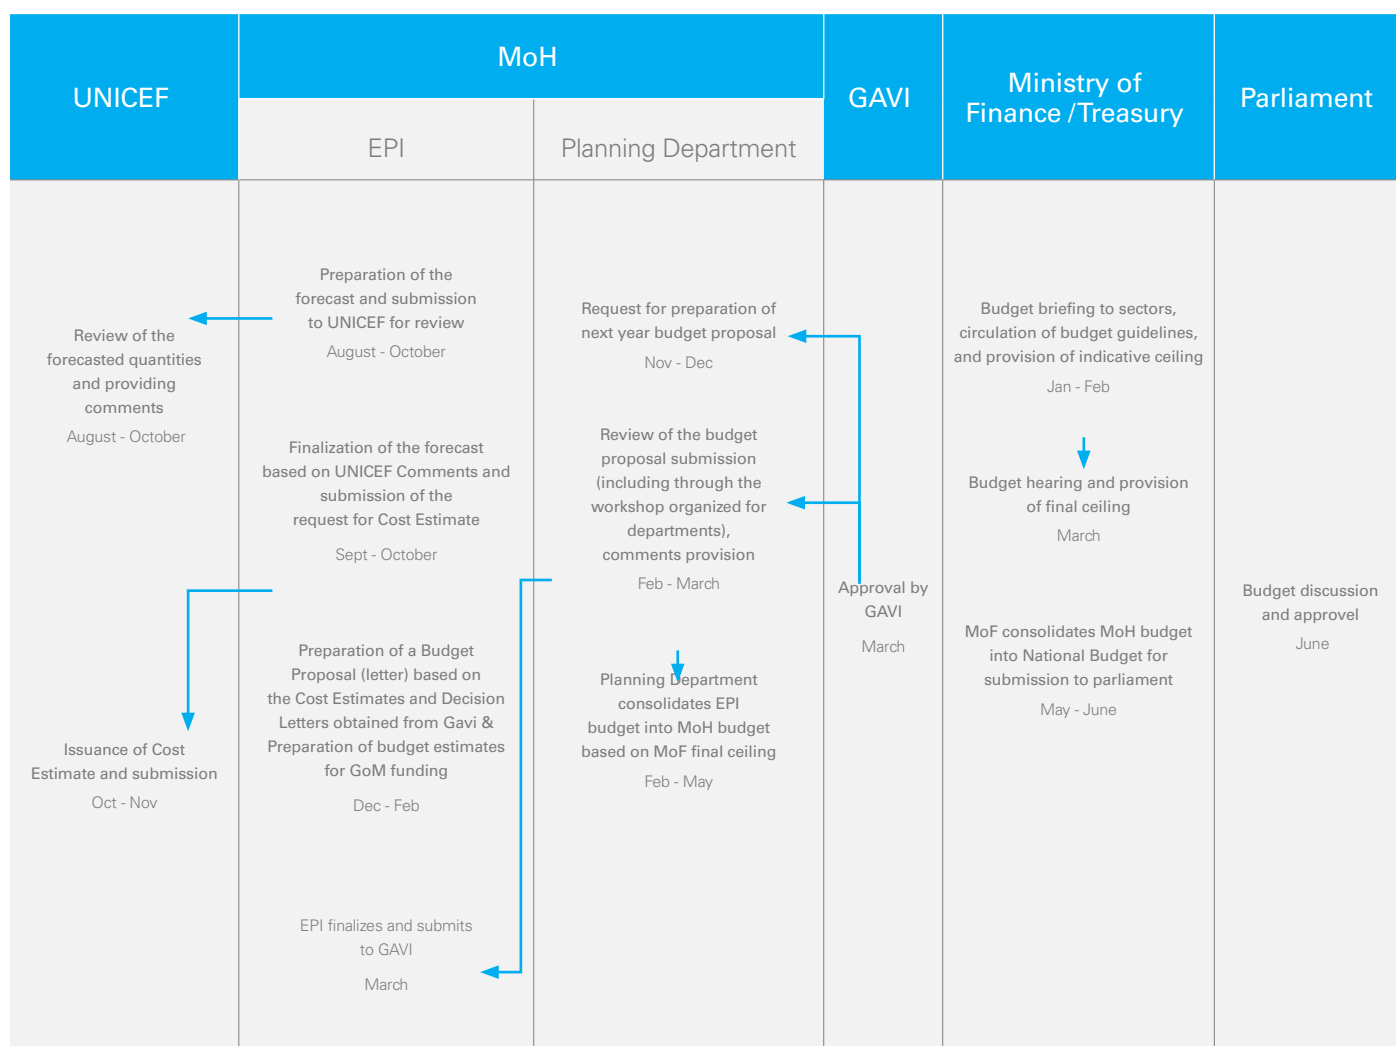 UNICEF
MoH
EPI
Planning Department
GAVI
Ministry of
Finance /Treasury
Parliament
Review of the
forecasted quantities
and providing
comments
August - October
Issuance of Cost
Estimate and submission
Oct - Nov
Preparation of the
forecast and submission
to UNICEF for review
August - October
Finalization of the forecast
based on UNICEF Comments and
submission of the
request for Cost Estimate
Sept - October
Preparation of a Budget
Proposal (letter) based on
the Cost Estimates and Decision
Letters obtained from Gavi &
Preparation of budget estimates
for GoM funding
Dec - Feb
EPI finalizes and submits
to GAVI
March
Request for preparation of
next year budget proposal
Nov - Dec
Review of the budget
proposal submission
(including through the
workshop organized for
departments),
comments provision
Feb - March
Planning Department
consolidates EPI
budget into MoH budget
based on MoF final ceiling
Feb - May
Approval by
GAVI
March
Budget briefing to sectors,
circulation of budget guidelines,
and provision of indicative ceiling
Jan - Feb
Budget hearing and provision
of final ceiling
March
MoF consolidates MoH budget
into National Budget for
submission to parliament
May - June
Budget discussion
and approvel
June